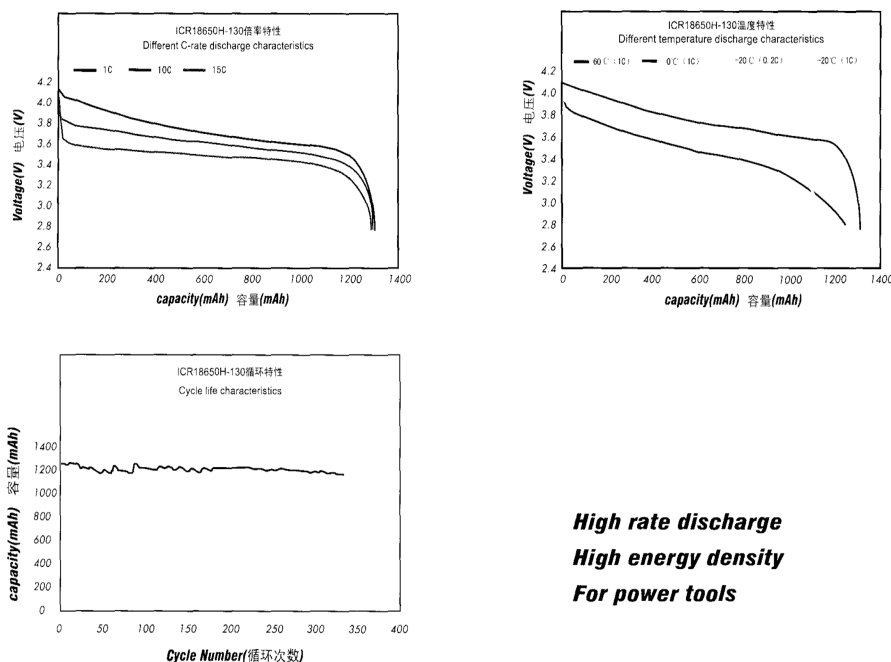 ICR18650H-130倍率特性
Different C-rate discharge characteristics
1C 10C 15C
Voltage(V) 电压(V)
4.2
4.0
3.8
3.6
3.4
3.2
3.0
2.8
2.6
2.4
0 200 400 600 800 1000 1200 1400
capacity(mAh) 容量(mAh)
ICR18650H-130温度特性
Different temperature discharge characteristics
60℃(1C) 0℃(1C) -20℃(0.2C) -20℃(1C)
Voltage(V) 电压(V)
4.2
4.0
3.8
3.6
3.4
3.2
3.0
2.8
2.6
2.4
0 200 400 600 800 1000 1200 1400
capacity(mAh) 容量(mAh)
ICR18650H-130循环特性
Cycle life characteristics
capacity(mAh) 容量(mAh)
1400
1200
1000
800
600
400
200
0
0 50 100 150 200 250 300 350 400
Cycle Number(循环次数)
High rate discharge
High energy density
For power tools